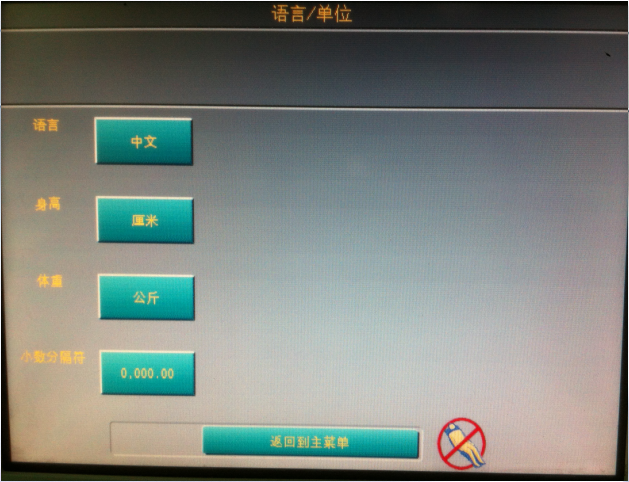 语言/单位
语言
中文
身离
厘米
体重
公斤
小数分隔符
0,000.00
返回到主菜单